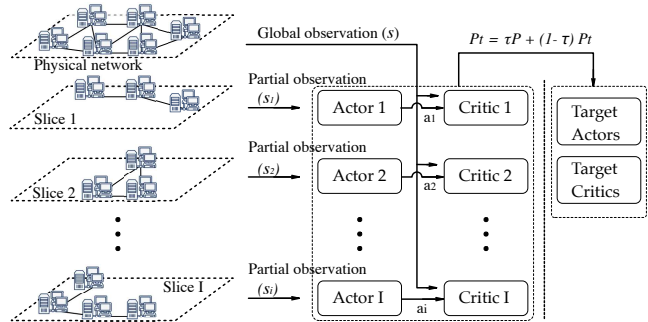 Global observation (s)
Pt = τP + (1- τ) Pt
Physical network
Partial observation
(s1)
Slice 1
Actor 1
a1
Critic 1
Target
Actors
Partial observation
(s2)
Slice 2
Actor 2
a2
Critic 2
Target
Critics
Partial observation
(si)
Slice I
Actor I
ai
Critic I